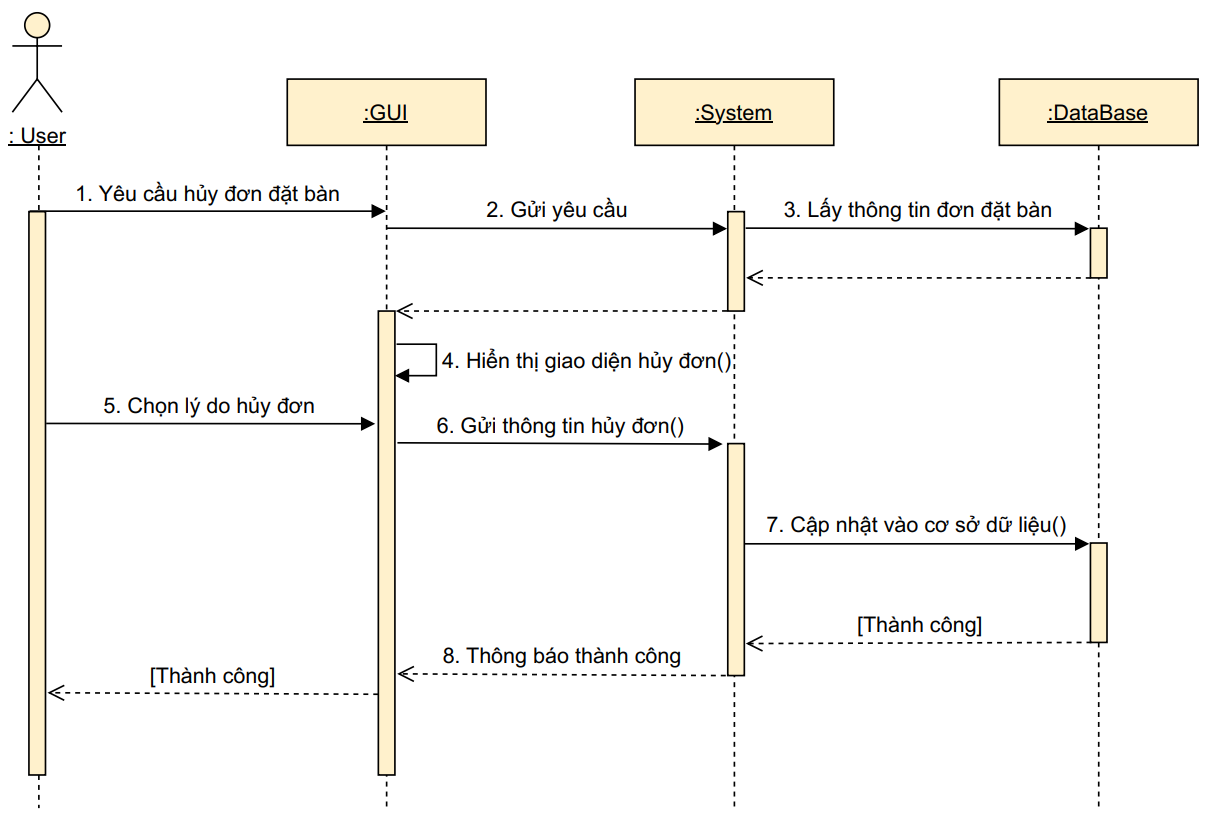 : User
:GUI
:System
:DataBase
1. Yêu cầu hủy đơn đặt bàn
2. Gửi yêu cầu
3. Lấy thông tin đơn đặt bàn
4. Hiển thị giao diện hủy đơn()
5. Chọn lý do hủy đơn
6. Gửi thông tin hủy đơn()
7. Cập nhật vào cơ sở dữ liệu()
[Thành công]
8. Thông báo thành công
[Thành công]